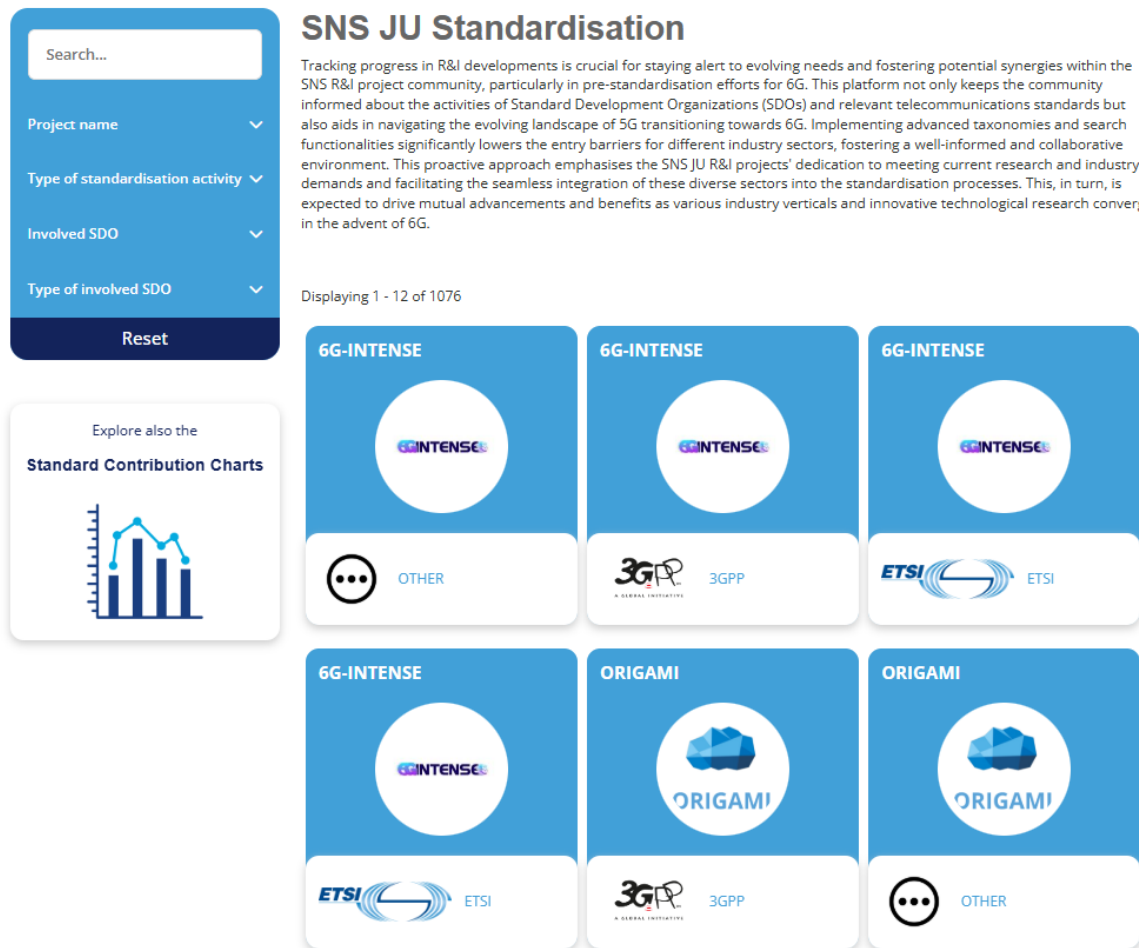 Search...
Project name
Type of standardisation activity
Involved SDO
Type of involved SDO
Reset
Explore also the
Standard Contribution Charts
SNS JU Standardisation
Tracking progress in R&I developments is crucial for staying alert to evolving needs and fostering potential synergies within the
SNS R&I project community, particularly in pre-standardisation efforts for 6G. This platform not only keeps the community
informed about the activities of Standard Development Organizations (SDOs) and relevant telecommunications standards but
also aids in navigating the evolving landscape of 5G transitioning towards 6G. Implementing advanced taxonomies and search
functionalities significantly lowers the entry barriers for different industry sectors, fostering a well-informed and collaborative
environment. This proactive approach emphasises the SNS JU R&I projects' dedication to meeting current research and industry
demands and facilitating the seamless integration of these diverse sectors into the standardisation processes. This, in turn, is
expected to drive mutual advancements and benefits as various industry verticals and innovative technological research converg
in the advent of 6G.
Displaying 1 - 12 of 1076
6G-INTENSE
6GINTENSE
OTHER
6G-INTENSE
6GINTENSE
3GPP
A GLOBAL INITIATIVE
3GPP
6G-INTENSE
6GINTENSE
ETSI
ETSI
6G-INTENSE
6GINTENSE
ETSI
ETSI
ORIGAMI
ORIGAMI
3GPP
A GLOBAL INITIATIVE
3GPP
ORIGAMI
ORIGAMI
OTHER